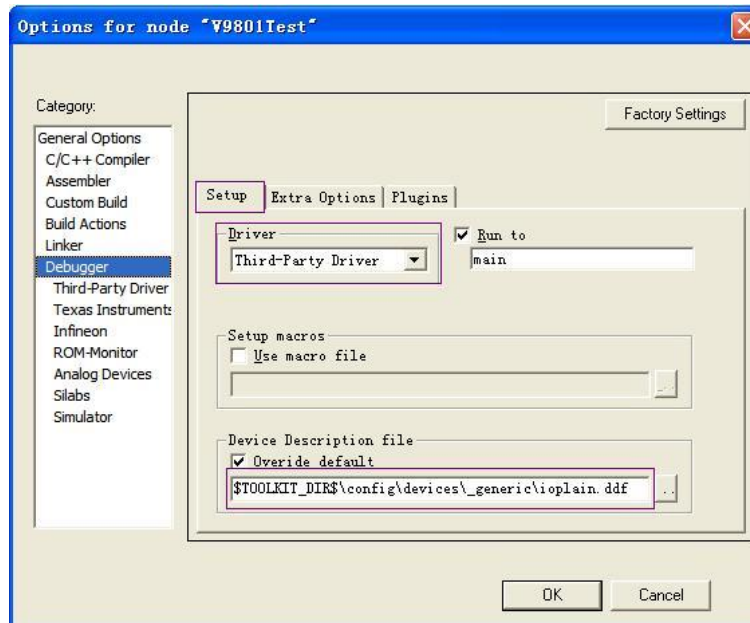 Options for node "V9801Test"
Category:
Factory Settings
General Options
C/C++ Compiler
Assembler
Custom Build
Build Actions
Linker
Debugger
Third-Party Driver
Texas Instruments
Infineon
ROM-Monitor
Analog Devices
Silabs
Simulator
Setup Extra Options Plugins
Driver
Third-Party Driver
Run to
main
Setup macros
Use macro file
Device Description file
Overide default
$TOOLKIT_DIR$\config\devices\_generic\ioplain.ddf
OK Cancel